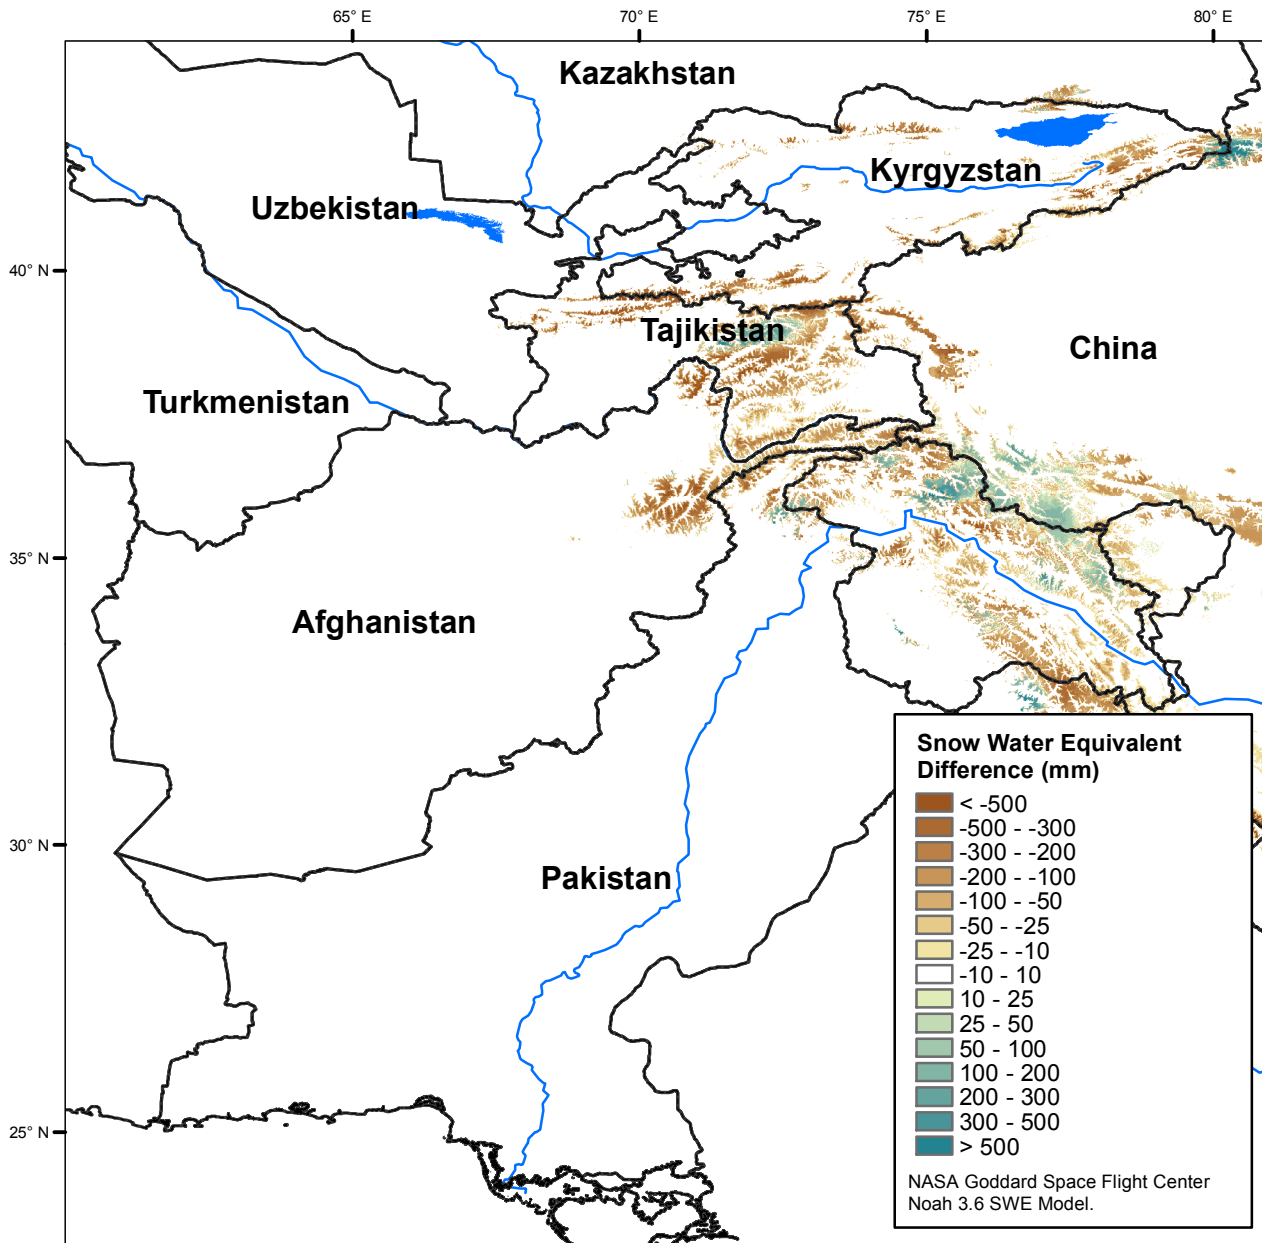 65° E
70° E
75° E
80° E
Kazakhstan
Kyrgyzstan
Uzbekistan
40° N
Tajikistan
China
Turkmenistan
35° N
Afghanistan
30° N
Pakistan
25° N
Snow Water Equivalent
Difference (mm)
< -500
-500 - -300
-300 - -200
-200 - -100
-100 - -50
-50 - -25
-25 - -10
-10 - 10
10 - 25
25 - 50
50 - 100
100 - 200
200 - 300
300 - 500
> 500
NASA Goddard Space Flight Center
Noah 3.6 SWE Model.